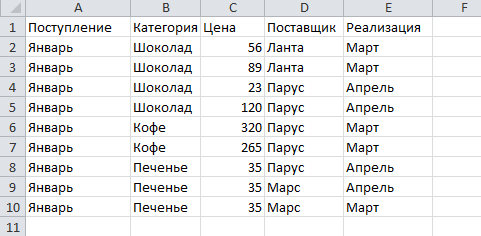 A B C D E F
1 Поступление Категория Цена Поставщик Реализация
2 Январь Шоколад 56 Ланта Март
3 Январь Шоколад 89 Ланта Март
4 Январь Шоколад 23 Парус Апрель
5 Январь Шоколад 120 Парус Апрель
6 Январь Кофе 320 Парус Март
7 Январь Кофе 265 Парус Март
8 Январь Печенье 35 Парус Апрель
9 Январь Печенье 35 Марс Апрель
10 Январь Печенье 35 Марс Март
11